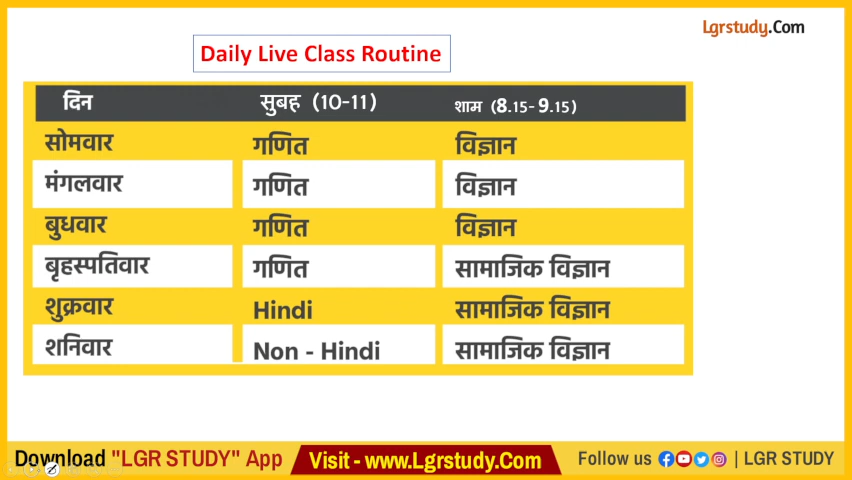 Lgrstudy.Com
Daily Live Class Routine
दिन सुबह (10-11) शाम (8.15- 9.15)
सोमवार गणित विज्ञान
मंगलवार गणित विज्ञान
बुधवार गणित विज्ञान
बृहस्पतिवार गणित सामाजिक विज्ञान
शुक्रवार Hindi सामाजिक विज्ञान
शनिवार Non - Hindi सामाजिक विज्ञान
Download "LGR STUDY" App Visit - www.Lgrstudy.Com Follow us | LGR STUDY